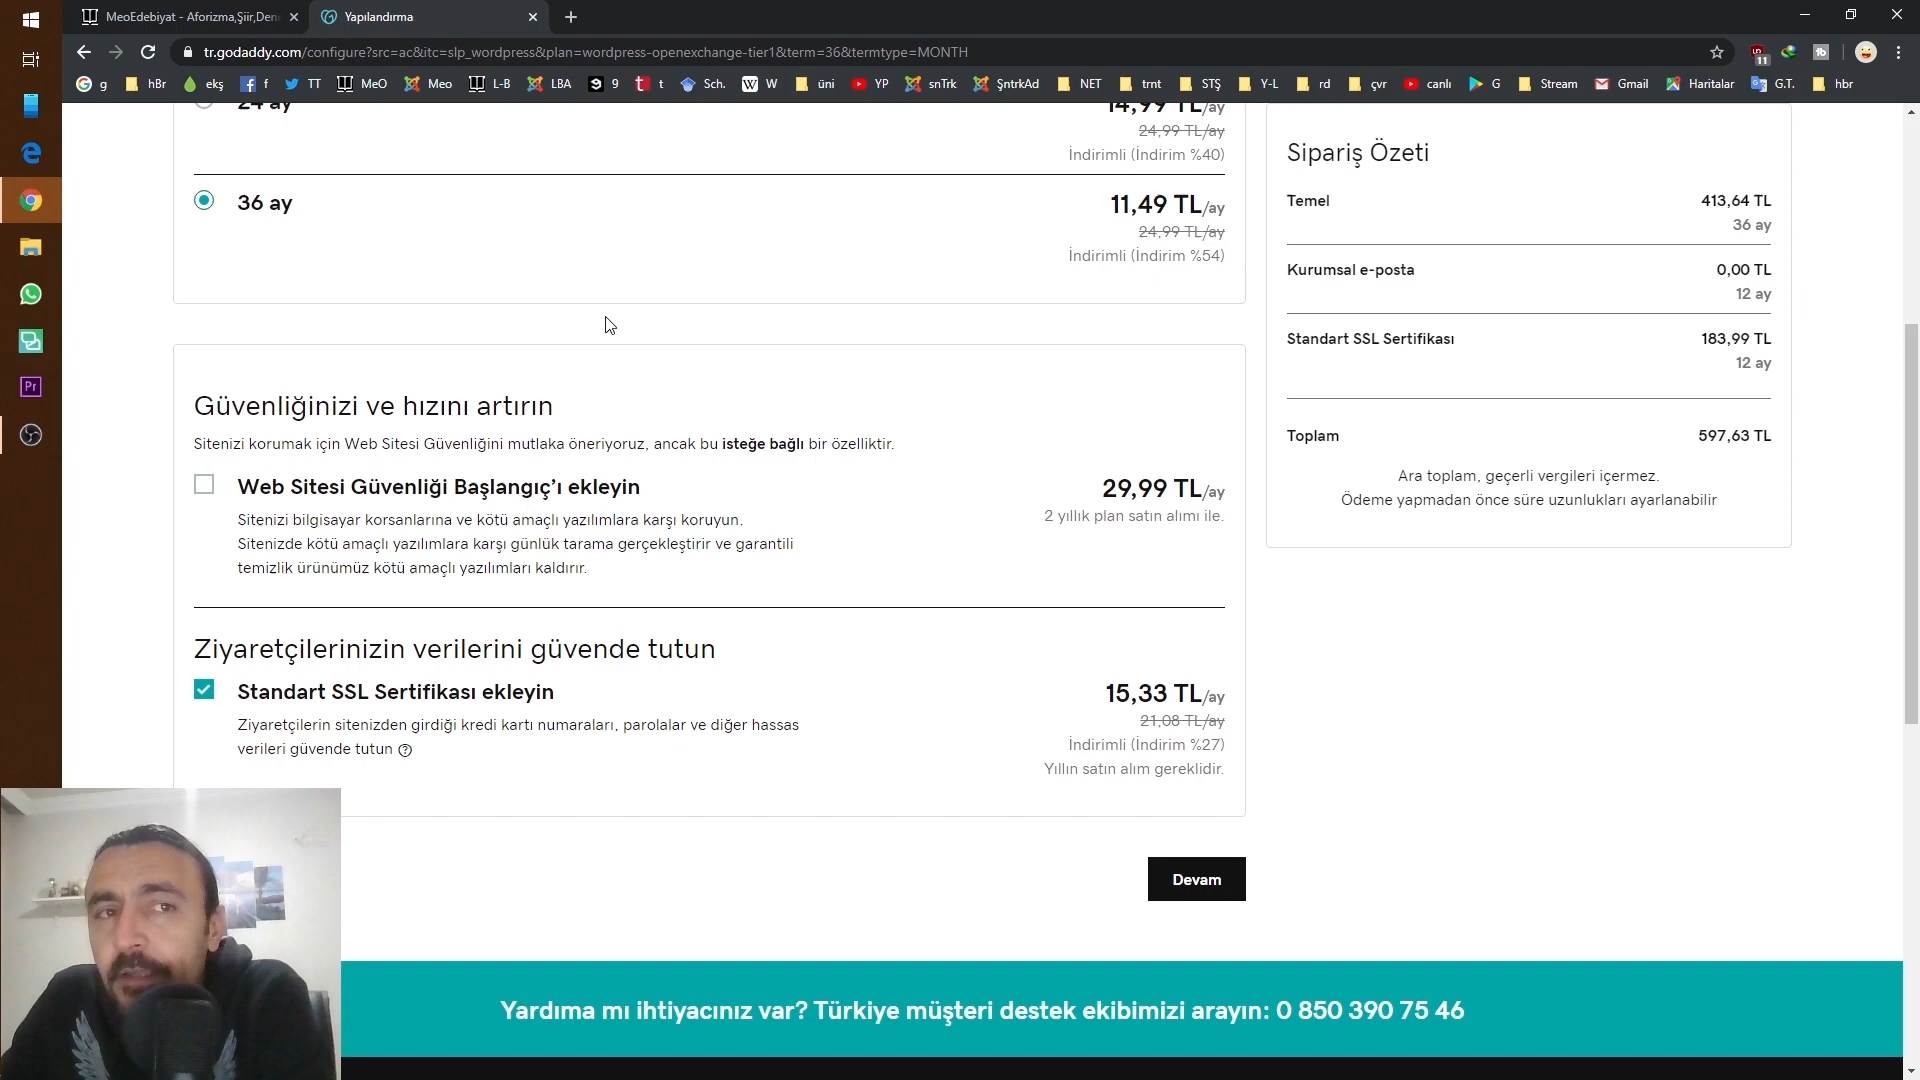 MeoEdebiyat - Aforizma,Şiir,Den
Yapılandırma
tr.godaddy.com/configure?src=ac&itc=slp_wordpress&plan=wordpress-openexchange-tier1&term=36&termtype=MONTH
11
g hBr ekş f TT MeO Meo L-B LBA 9 t Sch. W üni YP snTrk ŞntrkAd NET trnt STŞ Y-L rd çvr canlı G Stream Gmail Haritalar G.T. hbr
24 ay
14,99 TL/ay
24,99 TL/ay
İndirimli (İndirim %40)
36 ay
11,49 TL/ay
24,99 TL/ay
İndirimli (İndirim %54)
Güvenliğinizi ve hızını artırın
Sitenizi korumak için Web Sitesi Güvenliğini mutlaka öneriyoruz, ancak bu isteğe bağlı bir özelliktir.
Web Sitesi Güvenliği Başlangıç’ı ekleyin
29,99 TL/ay
2 yıllık plan satın alımı ile.
Sitenizi bilgisayar korsanlarına ve kötü amaçlı yazılımlara karşı koruyun.
Sitenizde kötü amaçlı yazılımlara karşı günlük tarama gerçekleştirir ve garantili
temizlik ürünümüz kötü amaçlı yazılımları kaldırır.
Ziyaretçilerinizin verilerini güvende tutun
Standart SSL Sertifikası ekleyin
15,33 TL/ay
21,08 TL/ay
İndirimli (İndirim %27)
Yıllın satın alım gereklidir.
Ziyaretçilerin sitenizden girdiği kredi kartı numaraları, parolalar ve diğer hassas
verileri güvende tutun ?
Devam
Sipariş Özeti
Temel 413,64 TL
36 ay
Kurumsal e-posta 0,00 TL
12 ay
Standart SSL Sertifikası 183,99 TL
12 ay
Toplam 597,63 TL
Ara toplam, geçerli vergileri içermez.
Ödeme yapmadan önce süre uzunlukları ayarlanabilir
Pr
Yardıma mı ihtiyacınız var? Türkiye müşteri destek ekibimizi arayın: 0 850 390 75 46